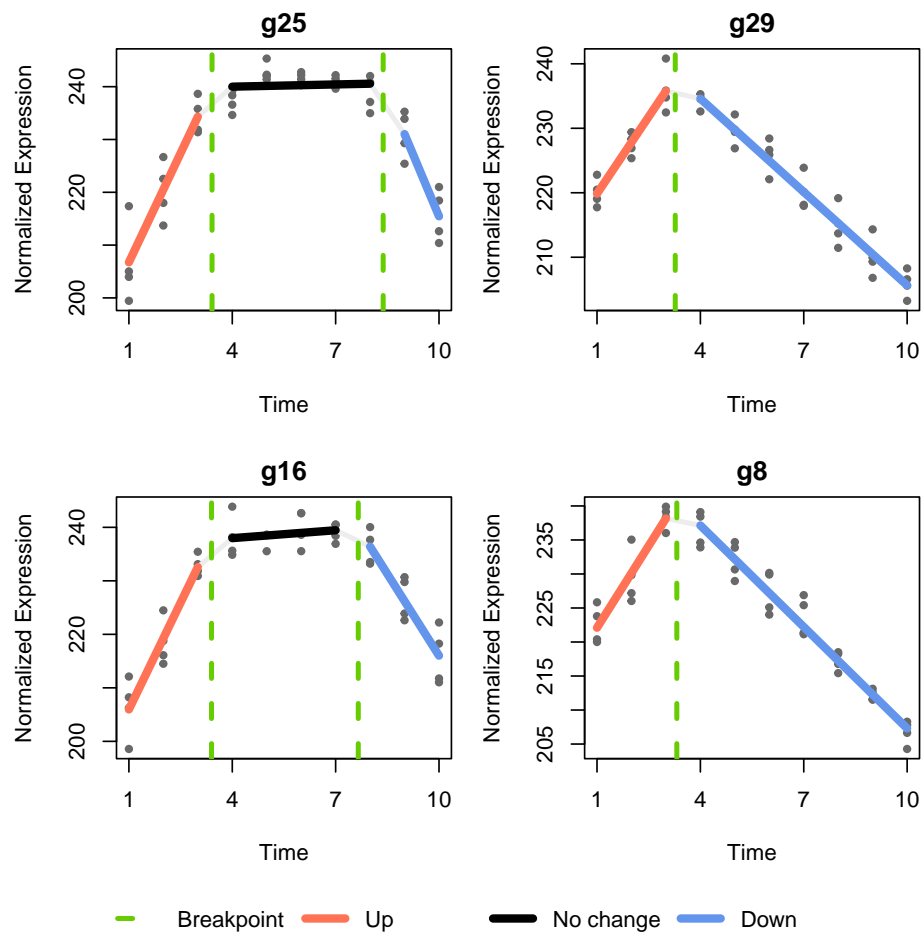 g25
Normalized Expression
200
220
240
1 4 7 10
Time
g29
Normalized Expression
210
220
230
240
1 4 7 10
Time
g16
Normalized Expression
200
220
240
1 4 7 10
Time
g8
Normalized Expression
205
215
225
235
1 4 7 10
Time
Breakpoint Up No change Down